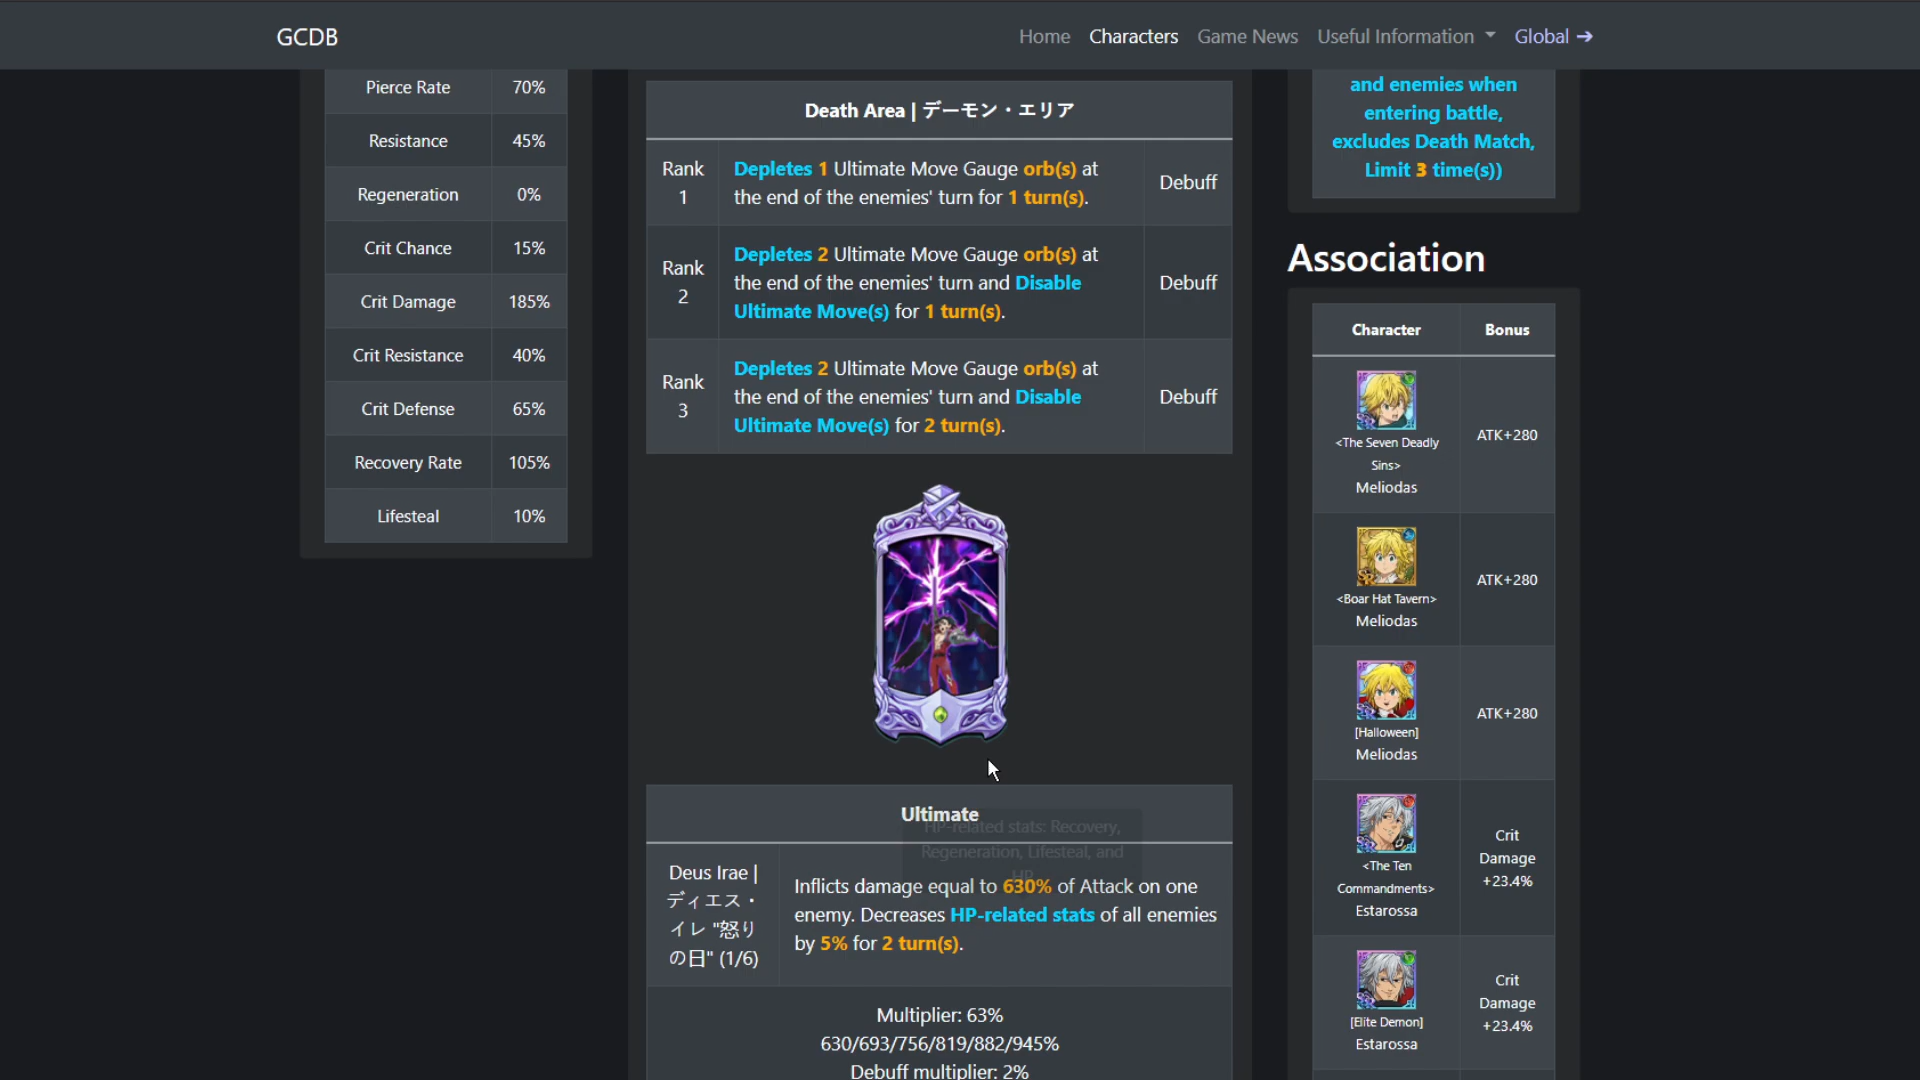 GCDB
Home Characters Game News Useful Information Global →
Pierce Rate 70%
Resistance 45%
Regeneration 0%
Crit Chance 15%
Crit Damage 185%
Crit Resistance 40%
Crit Defense 65%
Recovery Rate 105%
Lifesteal 10%
Death Area | デーモン・エリア
Rank
1
Depletes 1 Ultimate Move Gauge orb(s) at
the end of the enemies' turn for 1 turn(s).
Debuff
Rank
2
Depletes 2 Ultimate Move Gauge orb(s) at
the end of the enemies' turn and Disable
Ultimate Move(s) for 1 turn(s).
Debuff
Rank
3
Depletes 2 Ultimate Move Gauge orb(s) at
the end of the enemies' turn and Disable
Ultimate Move(s) for 2 turn(s).
Debuff
Ultimate
HP-related stats: Recovery,
Regeneration, Lifesteal, and
HP
Deus Irae |
ディエス・
イレ "怒り
の日" (1/6)
Inflicts damage equal to 630% of Attack on one
enemy. Decreases HP-related stats of all enemies
by 5% for 2 turn(s).
Multiplier: 63%
630/693/756/819/882/945%
Debuff multiplier: 2%
and enemies when
entering battle,
excludes Death Match,
Limit 3 time(s))
Association
Character Bonus
<The Seven Deadly
Sins>
Meliodas
ATK+280
<Boar Hat Tavern>
Meliodas
ATK+280
[Halloween]
Meliodas
ATK+280
<The Ten
Commandments>
Estarossa
Crit
Damage
+23.4%
[Elite Demon]
Estarossa
Crit
Damage
+23.4%